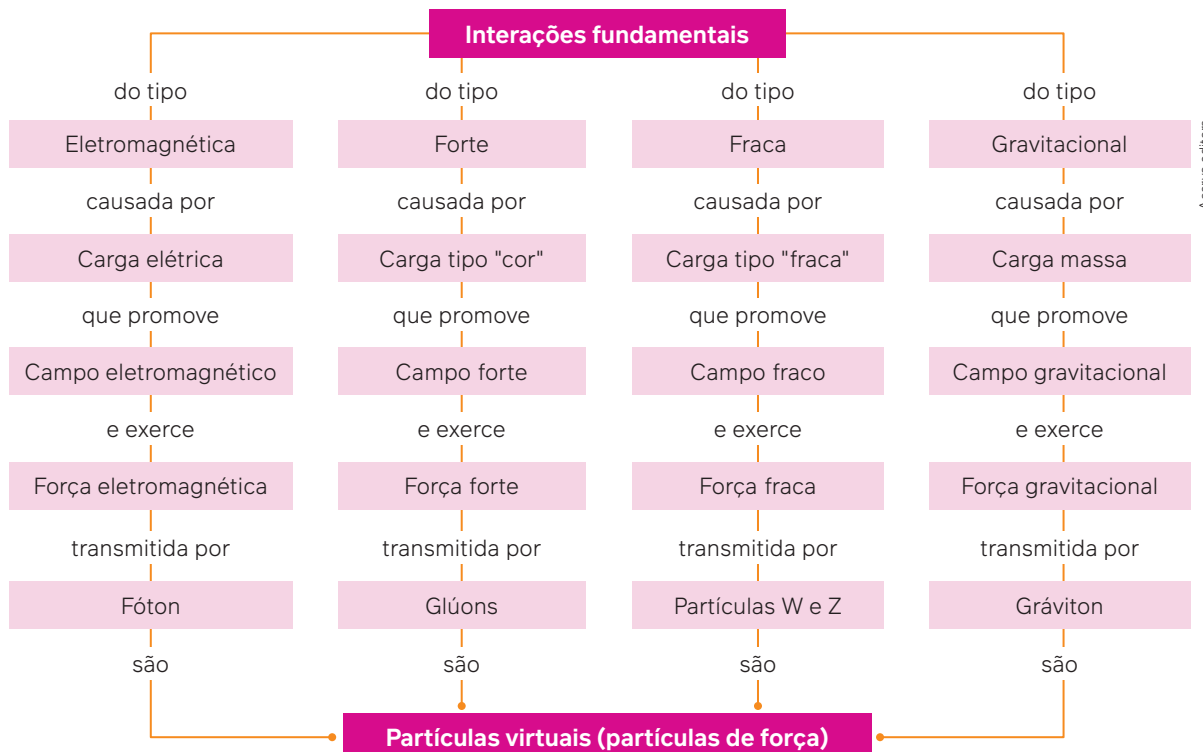 Interações fundamentais
do tipo
do tipo
do tipo
do tipo
Eletromagnética
Forte
Fraca
Gravitacional
causada por
causada por
causada por
causada por
Carga elétrica
Carga tipo "cor"
Carga tipo "fraca"
Carga massa
que promove
que promove
que promove
que promove
Campo eletromagnético
Campo forte
Campo fraco
Campo gravitacional
e exerce
e exerce
e exerce
e exerce
Força eletromagnética
Força forte
Força fraca
Força gravitacional
transmitida por
transmitida por
transmitida por
transmitida por
Fóton
Glúons
Partículas W e Z
Gráviton
são
são
são
são
Partículas virtuais (partículas de força)